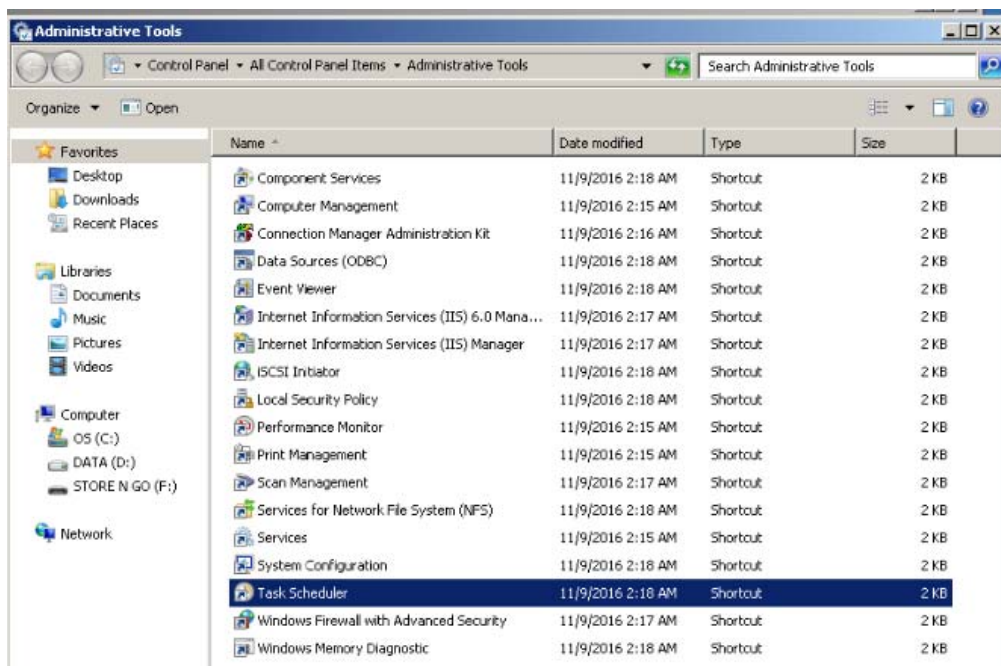 Administrative Tools
Control Panel All Control Panel Items Administrative Tools Search Administrative Tools
Organize Open
Name Date modified Type Size
Favorites
Desktop
Downloads
Recent Places
Libraries
Documents
Music
Pictures
Videos
Computer
OS (C:)
DATA (D:)
STORE N GO (F:)
Network
Component Services 11/9/2016 2:18 AM Shortcut 2 KB
Computer Management 11/9/2016 2:15 AM Shortcut 2 KB
Connection Manager Administration Kit 11/9/2016 2:16 AM Shortcut 2 KB
Data Sources (ODBC) 11/9/2016 2:18 AM Shortcut 2 KB
Event Viewer 11/9/2016 2:18 AM Shortcut 2 KB
Internet Information Services (IIS) 6.0 Mana... 11/9/2016 2:17 AM Shortcut 2 KB
Internet Information Services (IIS) Manager 11/9/2016 2:17 AM Shortcut 2 KB
iSCSI Initiator 11/9/2016 2:18 AM Shortcut 2 KB
Local Security Policy 11/9/2016 2:18 AM Shortcut 2 KB
Performance Monitor 11/9/2016 2:15 AM Shortcut 2 KB
Print Management 11/9/2016 2:15 AM Shortcut 2 KB
Scan Management 11/9/2016 2:17 AM Shortcut 2 KB
Services for Network File System (NFS) 11/9/2016 2:17 AM Shortcut 2 KB
Services 11/9/2016 2:15 AM Shortcut 2 KB
System Configuration 11/9/2016 2:18 AM Shortcut 2 KB
Task Scheduler 11/9/2016 2:18 AM Shortcut 2 KB
Windows Firewall with Advanced Security 11/9/2016 2:17 AM Shortcut 2 KB
Windows Memory Diagnostic 11/9/2016 2:18 AM Shortcut 2 KB